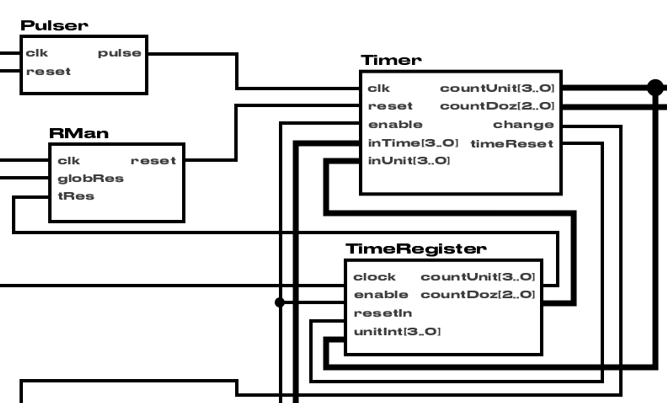 Pulser
clk pulse
reset
Timer
clk countUnit[3..0]
reset countDoz[2..0]
enable change
inTime[3..0] timeReset
inUnit[3..0]
RMan
clk reset
globRes
tRes
TimeRegister
clock countUnit[3..0]
enable countDoz[2..0]
resetIn
unitInt[3..0]